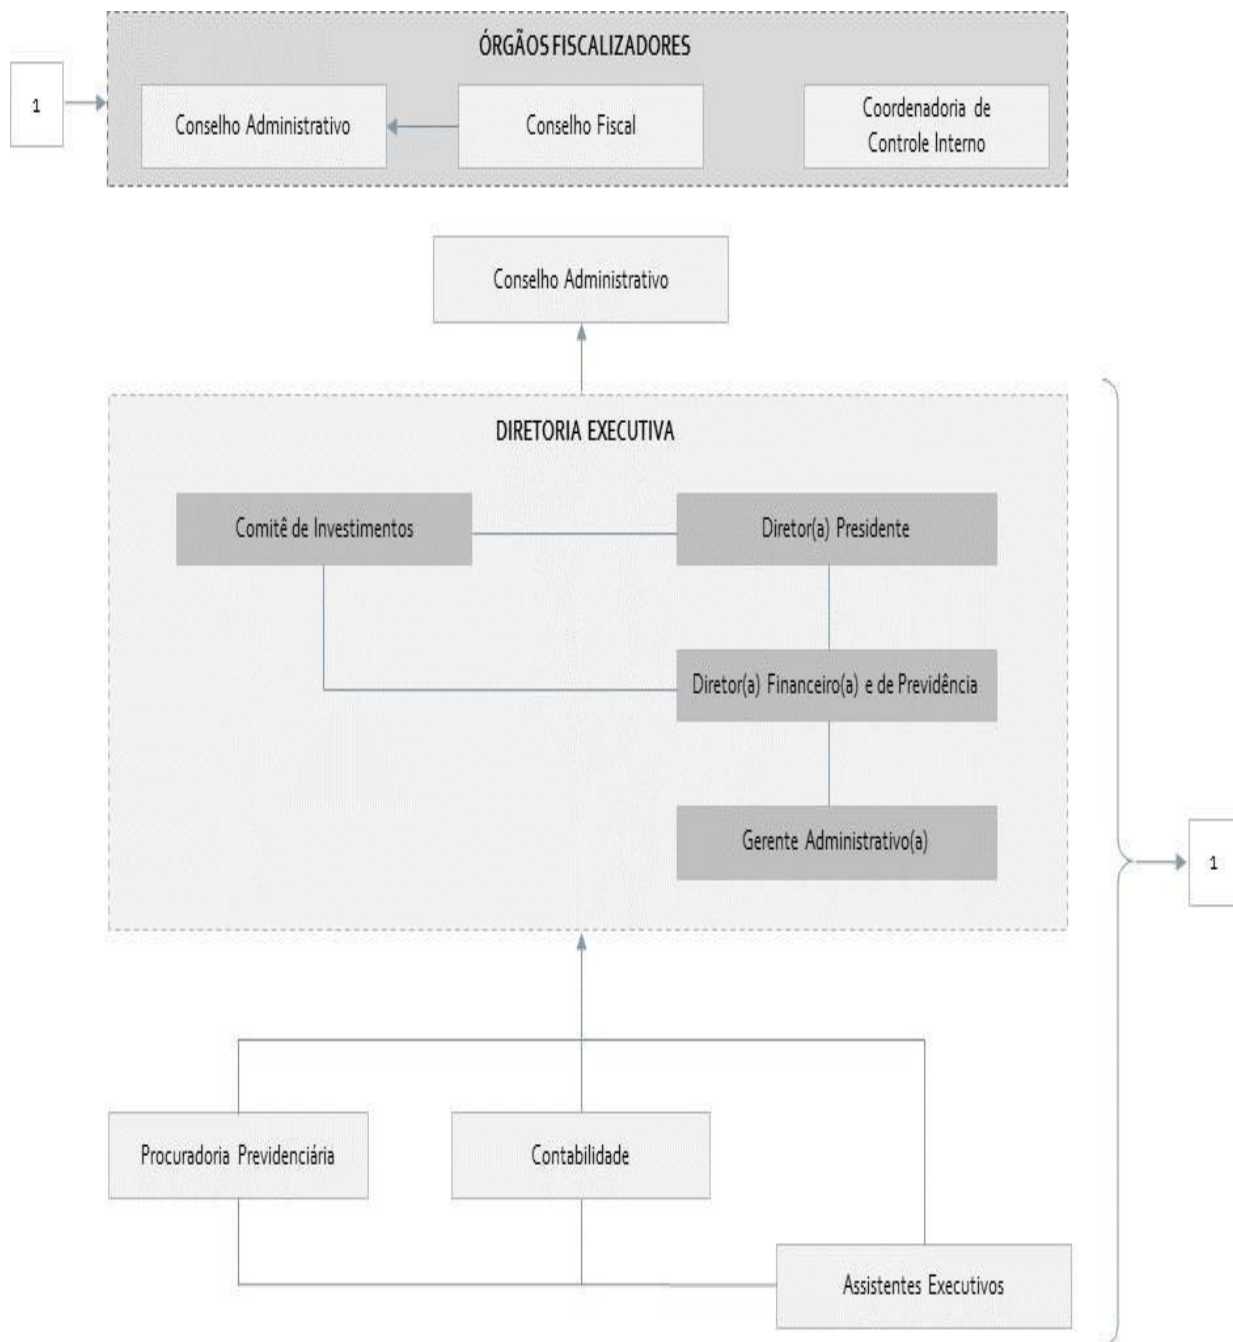 ÓRGÃOS FISCALIZADORES
1
Conselho Administrativo
Conselho Fiscal
Coordenadoria de
Controle Interno
Conselho Administrativo
DIRETORIA EXECUTIVA
Comitê de Investimentos
Diretor(a) Presidente
Diretor(a) Financeiro(a) e de Previdência
Gerente Administrativo(a)
1
Procuradoria Previdenciária
Contabilidade
Assistentes Executivos